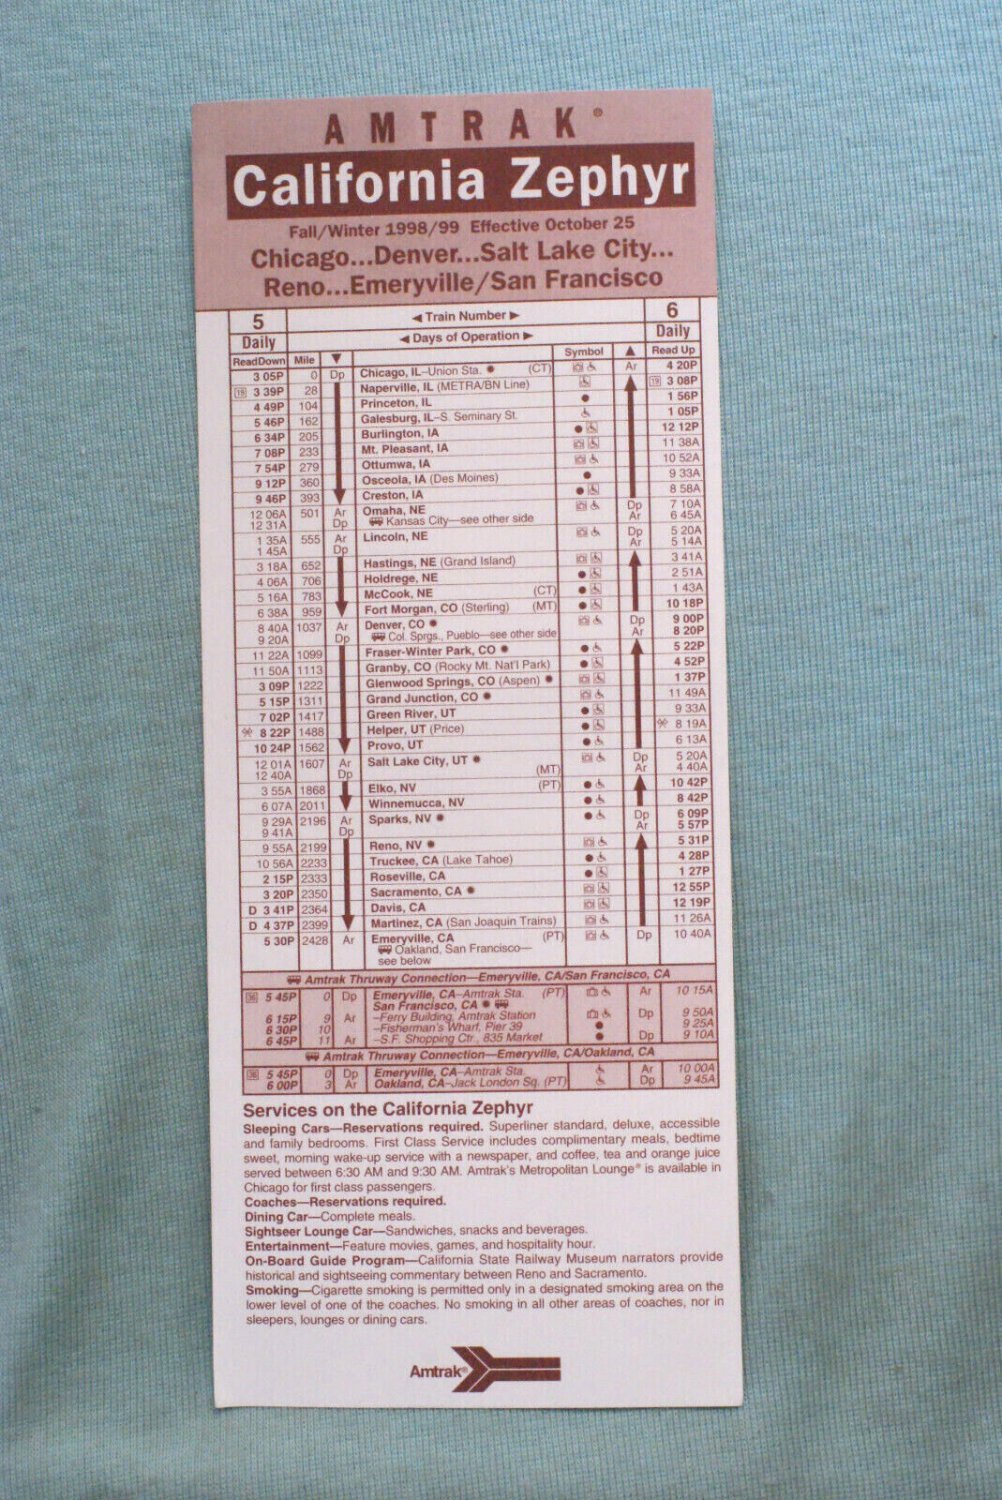 AMTRAK®
California Zephyr
Fall/Winter 1998/99 Effective October 25
Chicago...Denver...Salt Lake City...
Reno...Emeryville/San Francisco
5 ◄ Train Number ► 6
Daily ◄ Days of Operation ► Daily
Read Down Mile ▼ Symbol ▲ Read Up
3 05P 0 Dp Chicago, IL–Union Sta. (CT) Ar 4 20P
19 3 39P 28 Naperville, IL (METRA/BN Line) 19 3 08P
4 49P 104 Princeton, IL 1 56P
5 46P 162 Galesburg, IL–S. Seminary St. 1 05P
6 34P 205 Burlington, IA 12 12P
7 08P 233 Mt. Pleasant, IA 11 38A
7 54P 279 Ottumwa, IA 10 52A
9 12P 360 Osceola, IA (Des Moines) 9 33A
9 46P 393 Creston, IA 8 58A
12 06A 501 Ar Omaha, NE Dp 7 10A
12 31A Dp Kansas City—see other side Ar 6 45A
1 35A 555 Ar Lincoln, NE Dp 5 20A
1 45A Dp Ar 5 14A
3 18A 652 Hastings, NE (Grand Island) 3 41A
4 06A 706 Holdrege, NE 2 51A
5 16A 783 McCook, NE (CT) 1 43A
6 38A 959 Fort Morgan, CO (Sterling) (MT) 10 18P
8 40A 1037 Ar Denver, CO Dp 9 00P
9 20A Dp Col. Sprgs., Pueblo—see other side Ar 8 20P
11 22A 1099 Fraser-Winter Park, CO 5 22P
11 50A 1113 Granby, CO (Rocky Mt. Nat'l Park) 4 52P
3 09P 1222 Glenwood Springs, CO (Aspen) 1 37P
5 15P 1311 Grand Junction, CO 11 49A
7 02P 1417 Green River, UT 9 33A
8 22P 1488 Helper, UT (Price) 8 19A
10 24P 1562 Provo, UT 6 13A
12 01A 1607 Ar Salt Lake City, UT Dp 5 20A
12 40A Dp (MT) Ar 4 40A
3 55A 1868 Elko, NV (PT) 10 42P
6 07A 2011 Winnemucca, NV 8 42P
9 29A 2196 Ar Sparks, NV Dp 6 09P
9 41A Dp Ar 5 57P
9 55A 2199 Reno, NV 5 31P
10 56A 2233 Truckee, CA (Lake Tahoe) 4 28P
2 15P 2333 Roseville, CA 1 27P
3 20P 2350 Sacramento, CA 12 55P
D 3 41P 2364 Davis, CA 12 19P
D 4 37P 2399 Martinez, CA (San Joaquin Trains) 11 26A
5 30P 2428 Ar Emeryville, CA (PT) Dp 10 40A
Oakland, San Francisco—
see below
Amtrak Thruway Connection—Emeryville, CA/San Francisco, CA
36 5 45P 0 Dp Emeryville, CA–Amtrak Sta. (PT) Ar 10 15A
San Francisco, CA
6 15P 9 Ar –Ferry Building, Amtrak Station Dp 9 50A
6 30P 10 –Fisherman's Wharf, Pier 39 9 25A
6 45P 11 Ar –S.F. Shopping Ctr., 835 Market Dp 9 10A
Amtrak Thruway Connection—Emeryville, CA/Oakland, CA
36 5 45P 0 Dp Emeryville, CA–Amtrak Sta. Ar 10 00A
6 00P 3 Ar Oakland, CA–Jack London Sq. (PT) Dp 9 45A
Services on the California Zephyr
Sleeping Cars—Reservations required. Superliner standard, deluxe, accessible
and family bedrooms. First Class Service includes complimentary meals, bedtime
sweet, morning wake-up service with a newspaper, and coffee, tea and orange juice
served between 6:30 AM and 9:30 AM. Amtrak's Metropolitan Lounge® is available in
Chicago for first class passengers.
Coaches—Reservations required.
Dining Car—Complete meals.
Sightseer Lounge Car—Sandwiches, snacks and beverages.
Entertainment—Feature movies, games, and hospitality hour.
On-Board Guide Program—California State Railway Museum narrators provide
historical and sightseeing commentary between Reno and Sacramento.
Smoking—Cigarette smoking is permitted only in a designated smoking area on the
lower level of one of the coaches. No smoking in all other areas of coaches, nor in
sleepers, lounges or dining cars.
Amtrak®